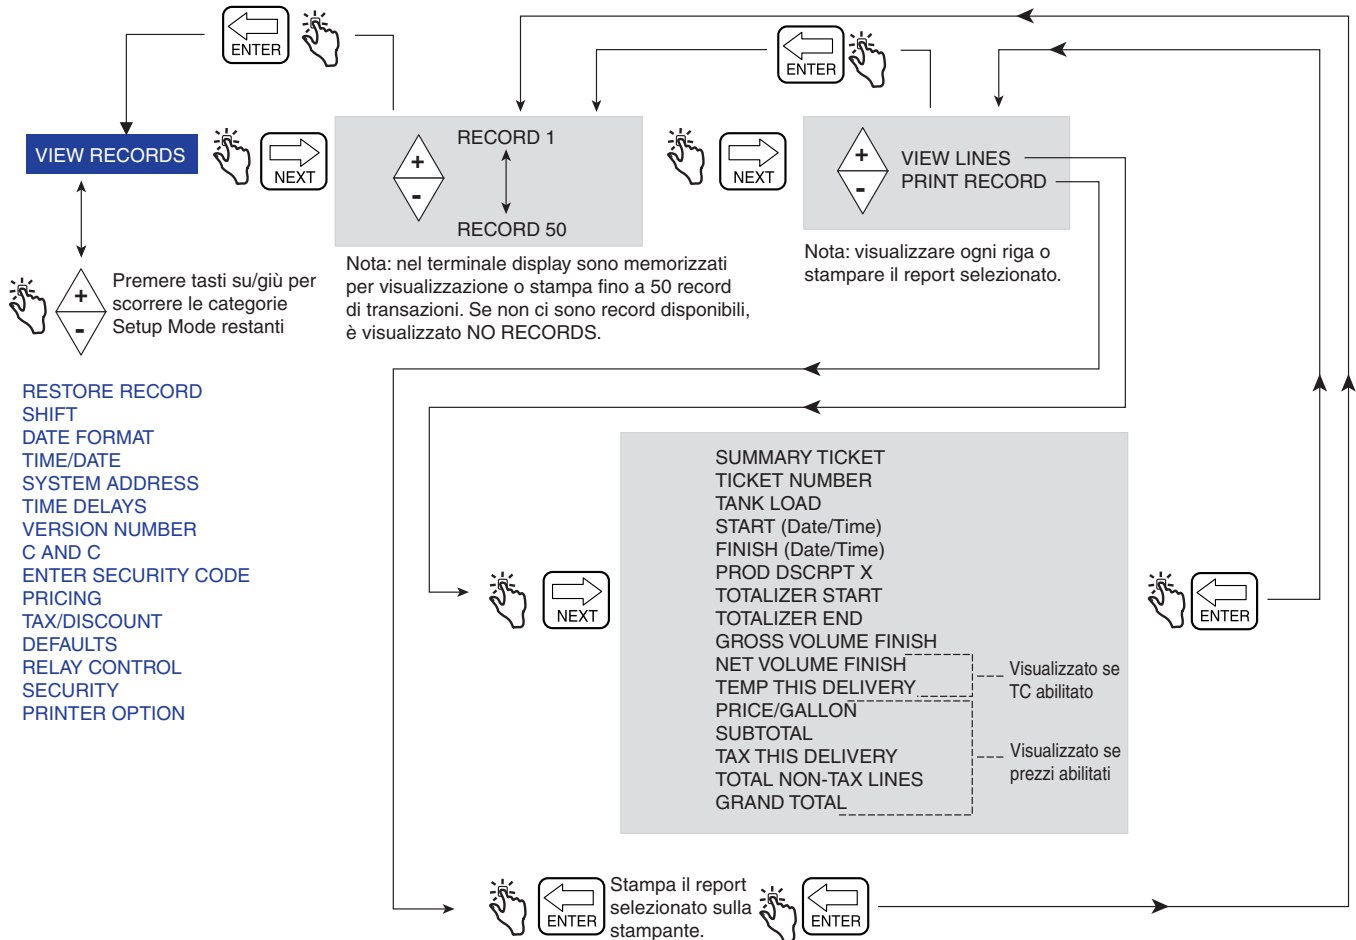 ENTER
ENTER
VIEW RECORDS
NEXT
+
-
RECORD 1
RECORD 50
NEXT
+
-
VIEW LINES
PRINT RECORD
+
-
Premere tasti su/giù per
scorrere le categorie
Setup Mode restanti
Nota: nel terminale display sono memorizzati
per visualizzazione o stampa fino a 50 record
di transazioni. Se non ci sono record disponibili,
è visualizzato NO RECORDS.
Nota: visualizzare ogni riga o
stampare il report selezionato.
RESTORE RECORD
SHIFT
DATE FORMAT
TIME/DATE
SYSTEM ADDRESS
TIME DELAYS
VERSION NUMBER
C AND C
ENTER SECURITY CODE
PRICING
TAX/DISCOUNT
DEFAULTS
RELAY CONTROL
SECURITY
PRINTER OPTION
NEXT
SUMMARY TICKET
TICKET NUMBER
TANK LOAD
START (Date/Time)
FINISH (Date/Time)
PROD DSCRPT X
TOTALIZER START
TOTALIZER END
GROSS VOLUME FINISH
NET VOLUME FINISH
TEMP THIS DELIVERY
PRICE/GALLON
SUBTOTAL
TAX THIS DELIVERY
TOTAL NON-TAX LINES
GRAND TOTAL
Visualizzato se
TC abilitato
Visualizzato se
prezzi abilitati
ENTER
ENTER
Stampa il report
selezionato sulla
stampante.
ENTER